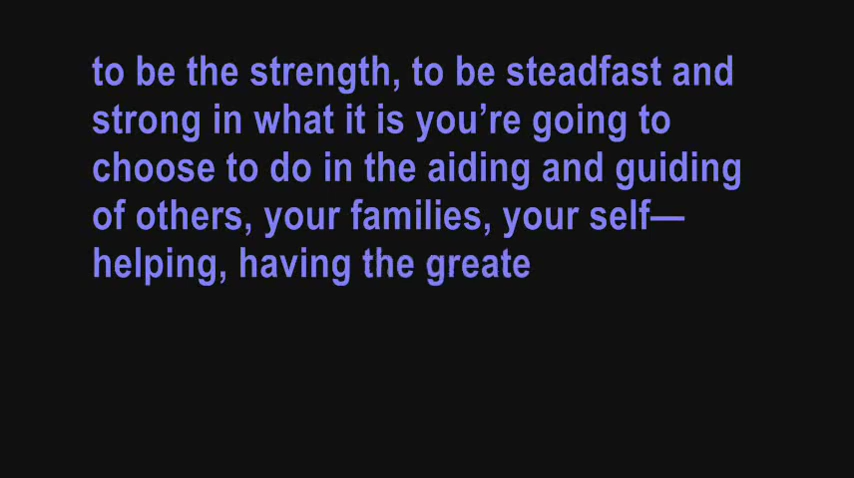 to be the strength, to be steadfast and
strong in what it is you’re going to
choose to do in the aiding and guiding
of others, your families, your self—
helping, having the greate